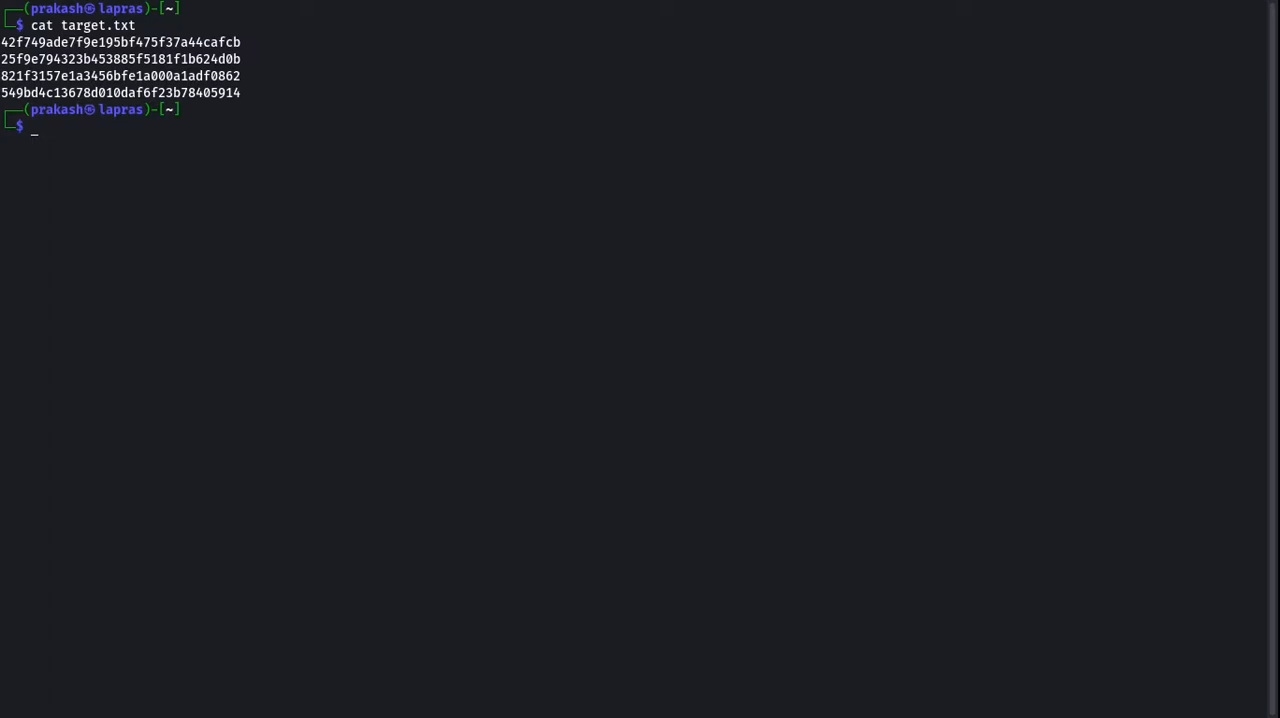 ┌──(prakash㉿lapras)-[~]
└─$ cat target.txt
42f749ade7f9e195bf475f37a44cafcb
25f9e794323b453885f5181f1b624d0b
821f3157e1a3456bfe1a000a1adf0862
549bd4c13678d010daf6f23b78405914
┌──(prakash㉿lapras)-[~]
└─$ _